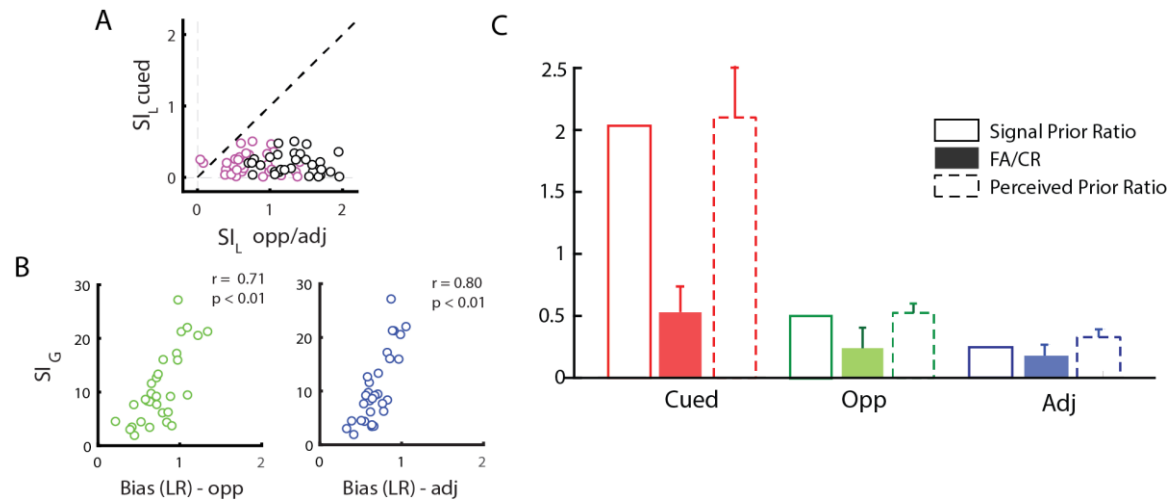 A
2
1
0
SI_L cued
0
1
2
SI_L opp/adj
B
30
20
10
0
SI_G
r = 0.71
p < 0.01
0
1
2
Bias (LR) - opp
30
20
10
0
r = 0.80
p < 0.01
0
1
2
Bias (LR) - adj
C
2.5
2
1.5
1
0.5
0
Signal Prior Ratio
FA/CR
Perceived Prior Ratio
Cued
Opp
Adj